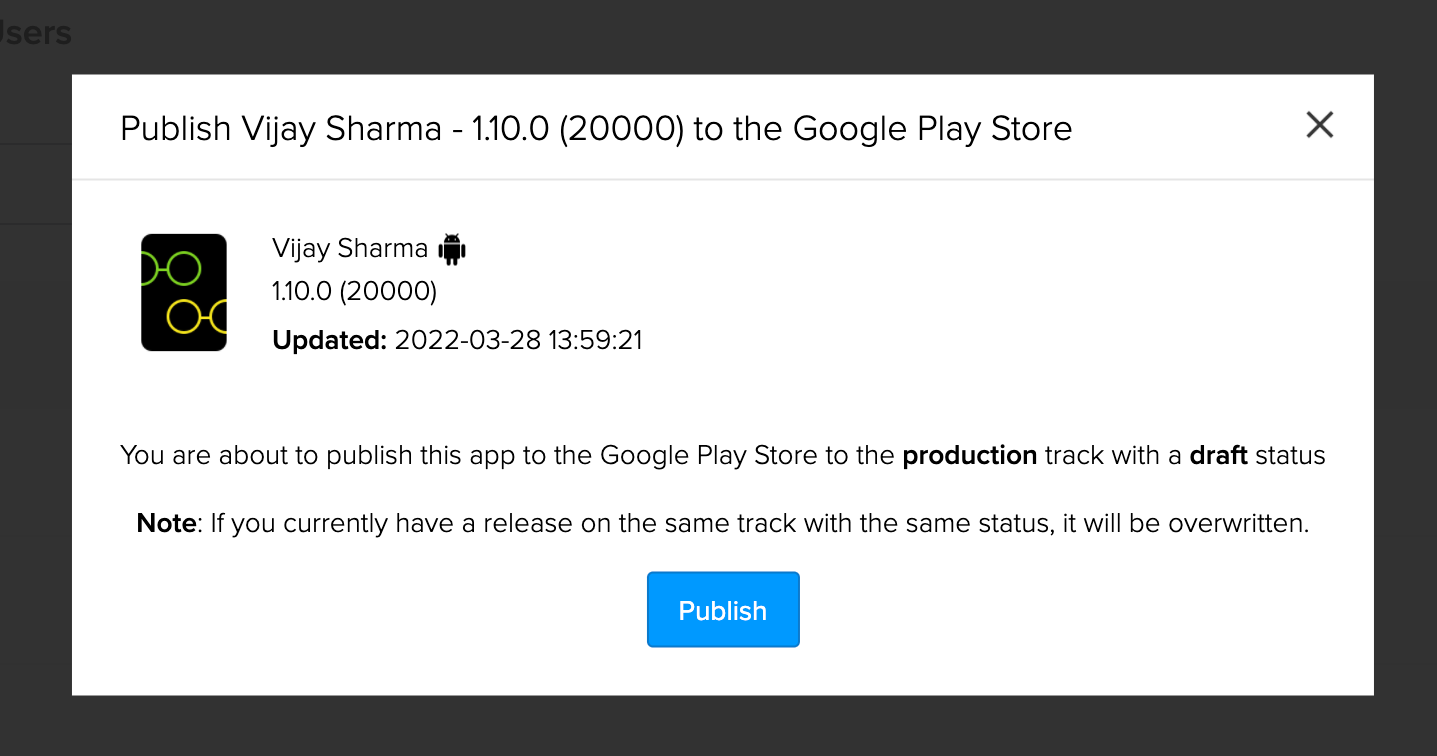 Users
Publish Vijay Sharma - 1.10.0 (20000) to the Google Play Store
Vijay Sharma
1.10.0 (20000)
Updated: 2022-03-28 13:59:21
You are about to publish this app to the Google Play Store to the production track with a draft status
Note: If you currently have a release on the same track with the same status, it will be overwritten.
Publish